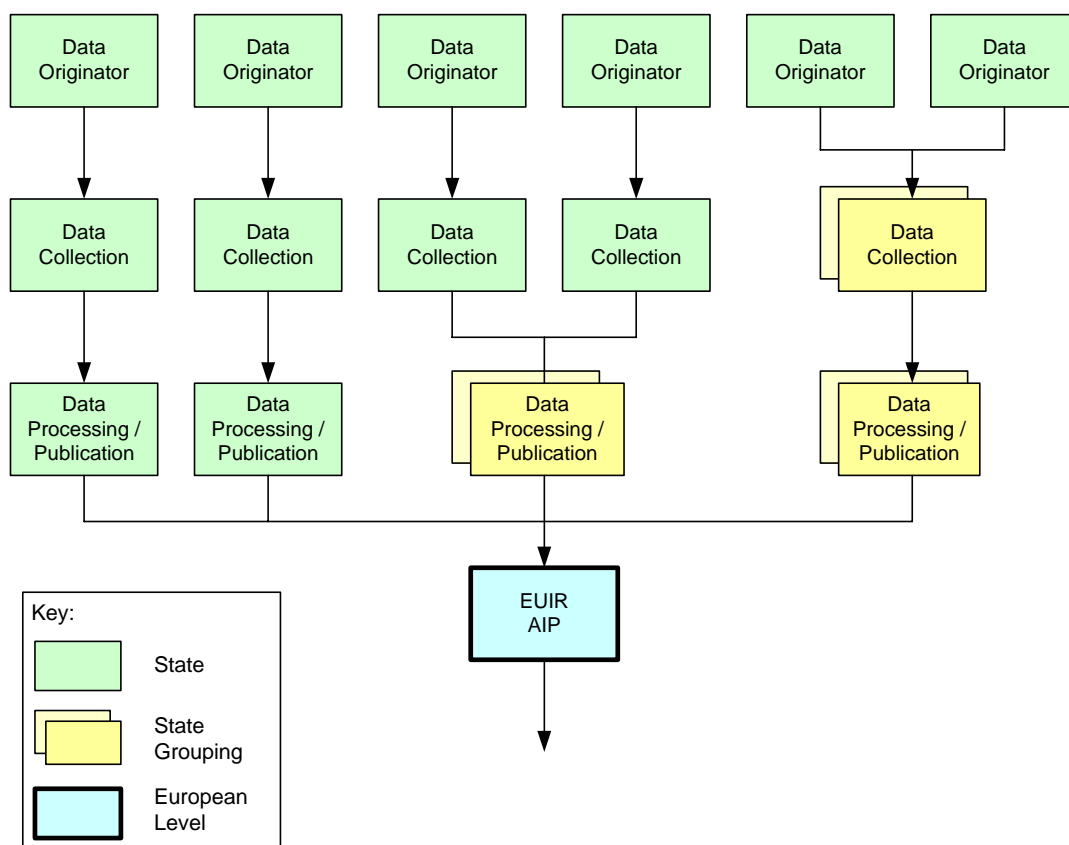 Data
Originator
Data
Originator
Data
Originator
Data
Originator
Data
Originator
Data
Originator
Data
Collection
Data
Collection
Data
Collection
Data
Collection
Data
Collection
Data
Processing /
Publication
Data
Processing /
Publication
Data
Processing /
Publication
Data
Processing /
Publication
EUIR
AIP
Key:
State
State
Grouping
European
Level